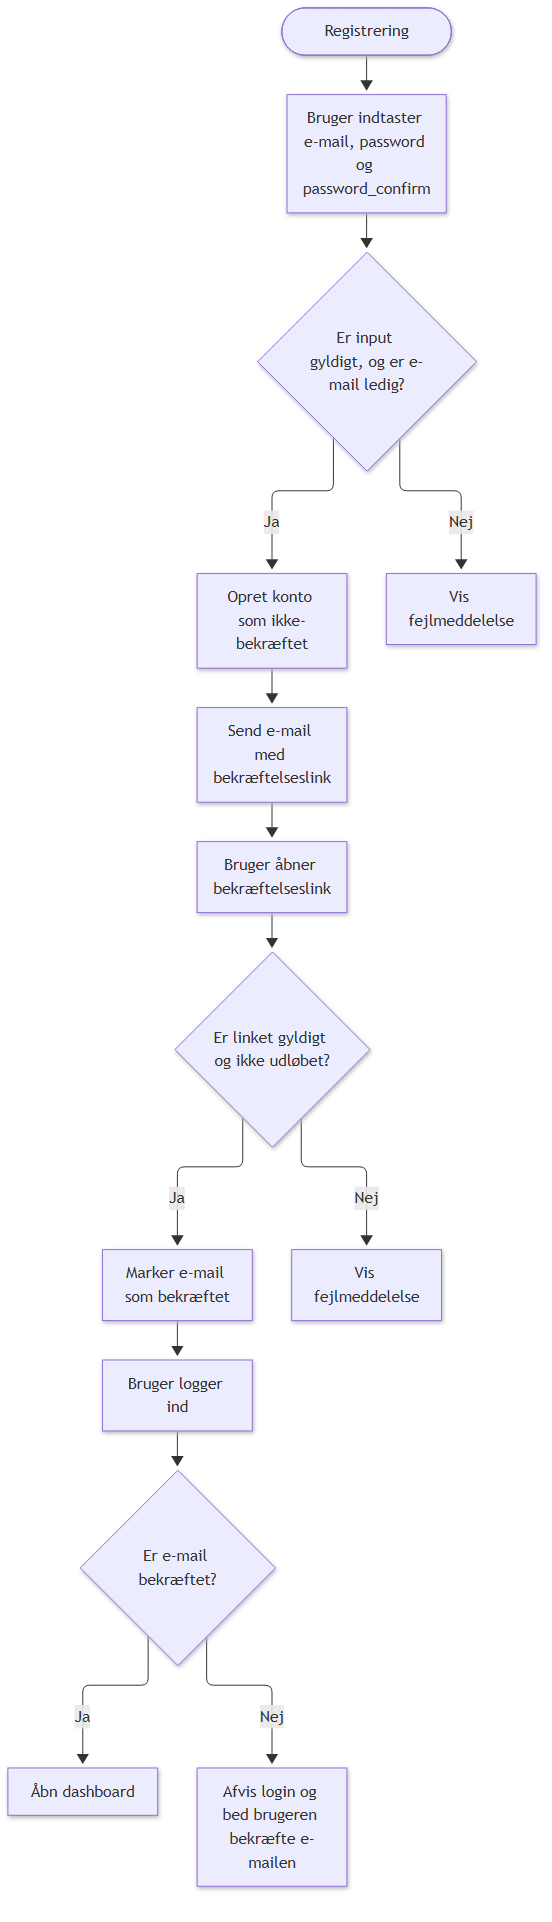 Registrering
Bruger indtaster
e-mail, password
og
password_confirm
Er input
gyldigt, og er e-
mail ledig?
Ja
Nej
Opret konto
som ikke-
bekræftet
Vis
fejlmeddelelse
Send e-mail
med
bekræftelseslink
Bruger åbner
bekræftelseslink
Er linket gyldigt
og ikke udløbet?
Ja
Nej
Marker e-mail
som bekræftet
Vis
fejlmeddelelse
Bruger logger
ind
Er e-mail
bekræftet?
Ja
Nej
Åbn dashboard
Afvis login og
bed brugeren
bekræfte e-
mailen